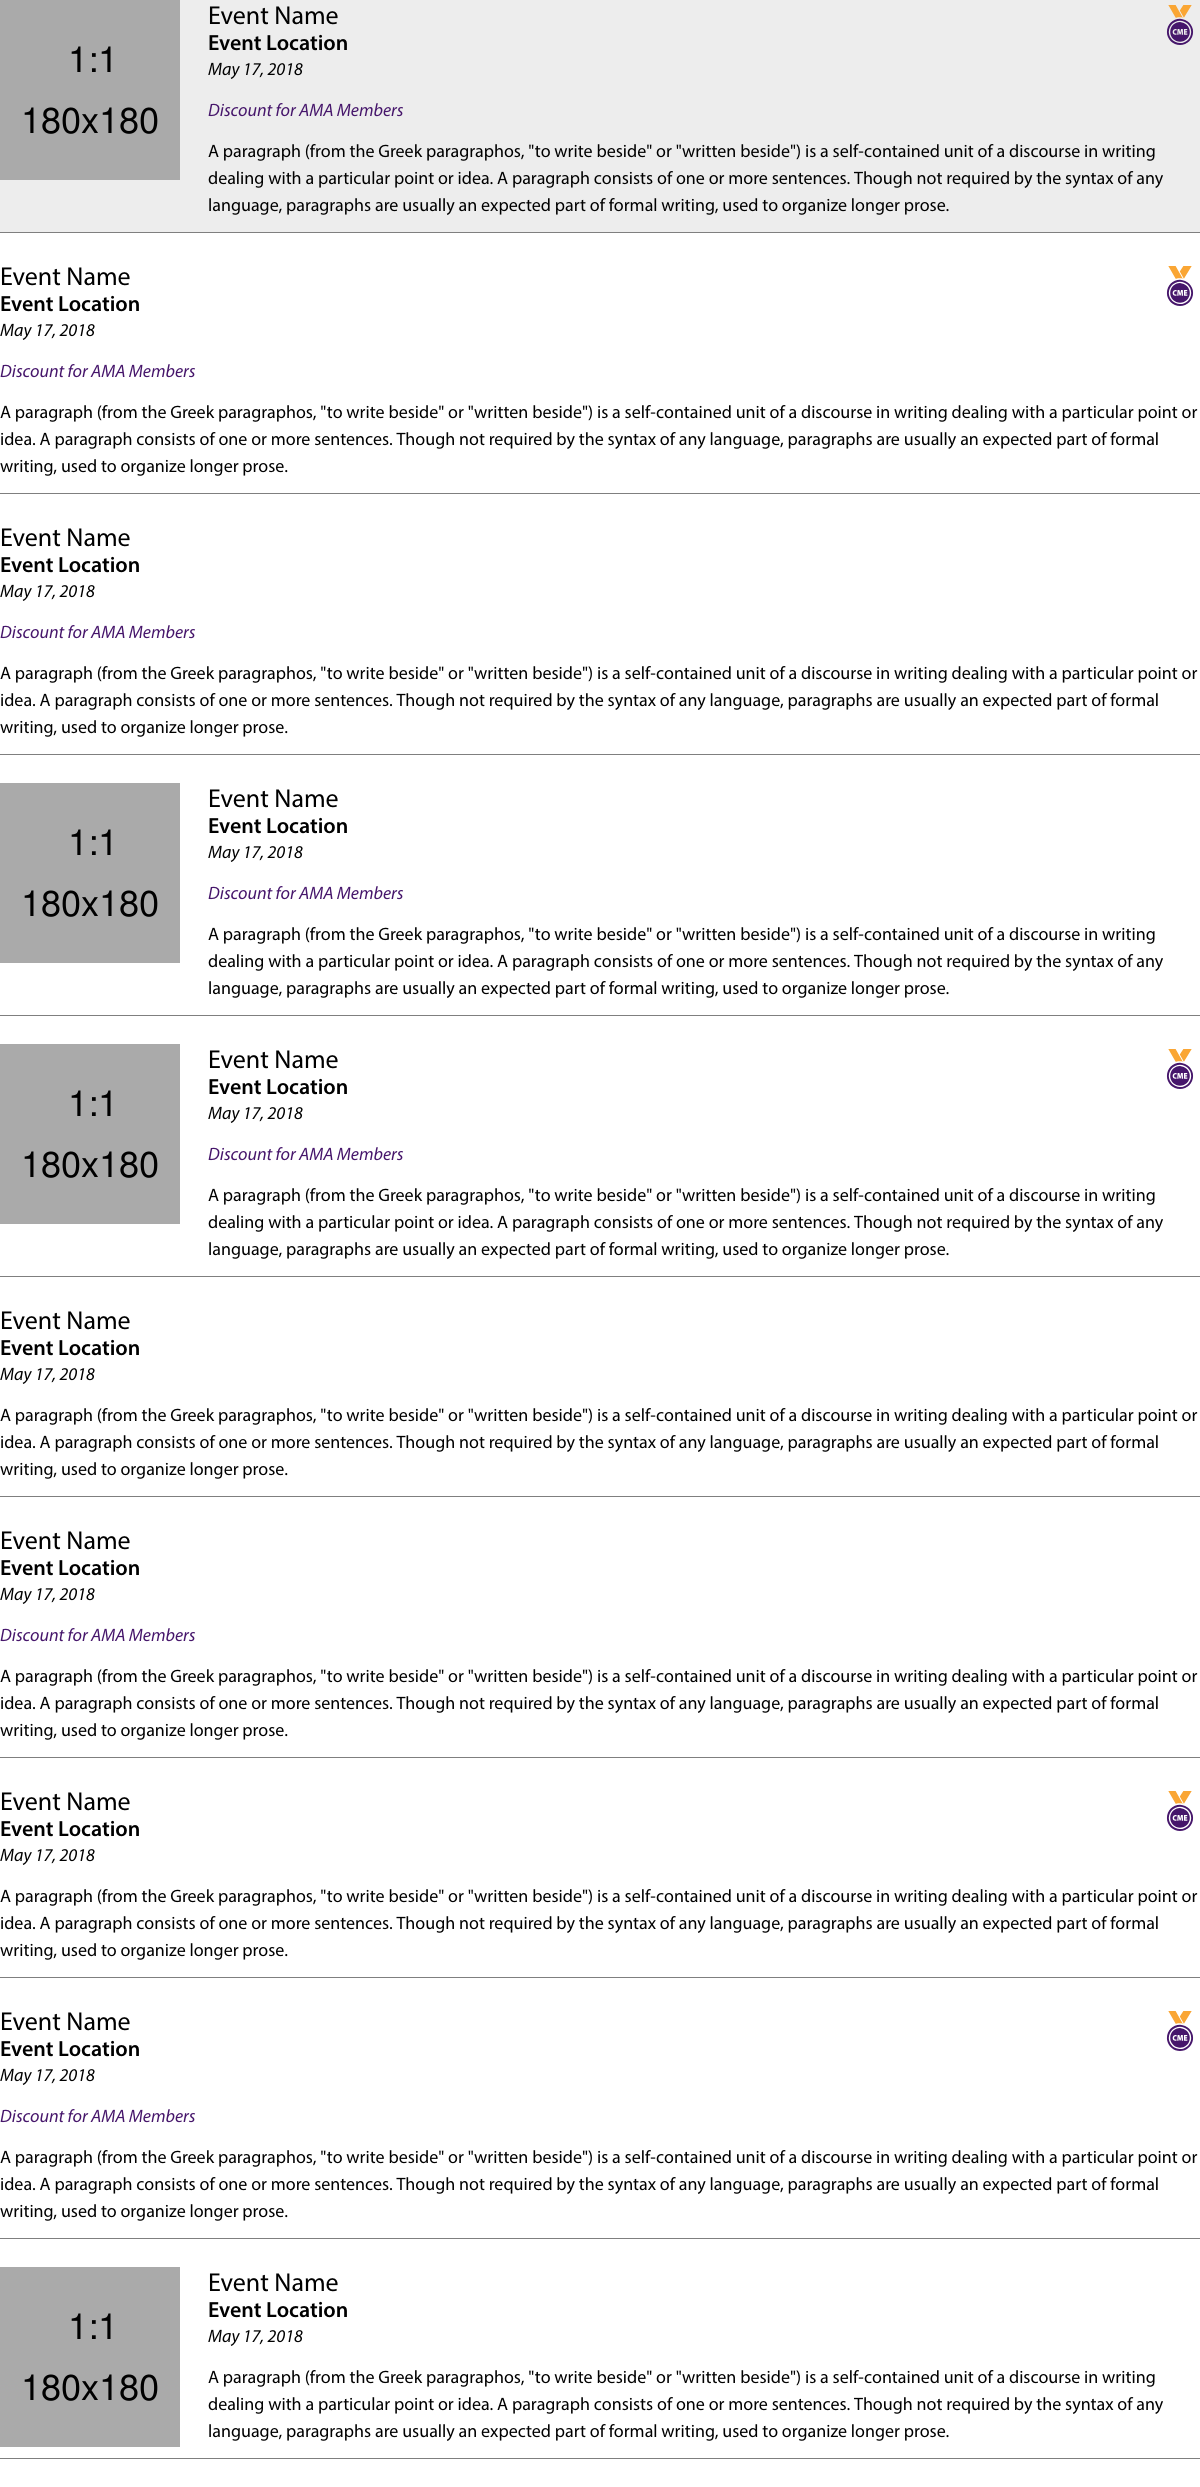 1:1
180x180
Event Name
CME
Event Location
May 17, 2018
Discount for AMA Members
A paragraph (from the Greek paragraphos, "to write beside" or "written beside") is a self-contained unit of a discourse in writing
dealing with a particular point or idea. A paragraph consists of one or more sentences. Though not required by the syntax of any
language, paragraphs are usually an expected part of formal writing, used to organize longer prose.
Event Name
CME
Event Location
May 17, 2018
Discount for AMA Members
A paragraph (from the Greek paragraphos, "to write beside" or "written beside") is a self-contained unit of a discourse in writing dealing with a particular point or
idea. A paragraph consists of one or more sentences. Though not required by the syntax of any language, paragraphs are usually an expected part of formal
writing, used to organize longer prose.
Event Name
Event Location
May 17, 2018
Discount for AMA Members
A paragraph (from the Greek paragraphos, "to write beside" or "written beside") is a self-contained unit of a discourse in writing dealing with a particular point or
idea. A paragraph consists of one or more sentences. Though not required by the syntax of any language, paragraphs are usually an expected part of formal
writing, used to organize longer prose.
1:1
180x180
Event Name
Event Location
May 17, 2018
Discount for AMA Members
A paragraph (from the Greek paragraphos, "to write beside" or "written beside") is a self-contained unit of a discourse in writing
dealing with a particular point or idea. A paragraph consists of one or more sentences. Though not required by the syntax of any
language, paragraphs are usually an expected part of formal writing, used to organize longer prose.
1:1
180x180
Event Name
CME
Event Location
May 17, 2018
Discount for AMA Members
A paragraph (from the Greek paragraphos, "to write beside" or "written beside") is a self-contained unit of a discourse in writing
dealing with a particular point or idea. A paragraph consists of one or more sentences. Though not required by the syntax of any
language, paragraphs are usually an expected part of formal writing, used to organize longer prose.
Event Name
Event Location
May 17, 2018
A paragraph (from the Greek paragraphos, "to write beside" or "written beside") is a self-contained unit of a discourse in writing dealing with a particular point or
idea. A paragraph consists of one or more sentences. Though not required by the syntax of any language, paragraphs are usually an expected part of formal
writing, used to organize longer prose.
Event Name
Event Location
May 17, 2018
Discount for AMA Members
A paragraph (from the Greek paragraphos, "to write beside" or "written beside") is a self-contained unit of a discourse in writing dealing with a particular point or
idea. A paragraph consists of one or more sentences. Though not required by the syntax of any language, paragraphs are usually an expected part of formal
writing, used to organize longer prose.
Event Name
CME
Event Location
May 17, 2018
A paragraph (from the Greek paragraphos, "to write beside" or "written beside") is a self-contained unit of a discourse in writing dealing with a particular point or
idea. A paragraph consists of one or more sentences. Though not required by the syntax of any language, paragraphs are usually an expected part of formal
writing, used to organize longer prose.
Event Name
CME
Event Location
May 17, 2018
Discount for AMA Members
A paragraph (from the Greek paragraphos, "to write beside" or "written beside") is a self-contained unit of a discourse in writing dealing with a particular point or
idea. A paragraph consists of one or more sentences. Though not required by the syntax of any language, paragraphs are usually an expected part of formal
writing, used to organize longer prose.
1:1
180x180
Event Name
Event Location
May 17, 2018
A paragraph (from the Greek paragraphos, "to write beside" or "written beside") is a self-contained unit of a discourse in writing
dealing with a particular point or idea. A paragraph consists of one or more sentences. Though not required by the syntax of any
language, paragraphs are usually an expected part of formal writing, used to organize longer prose.